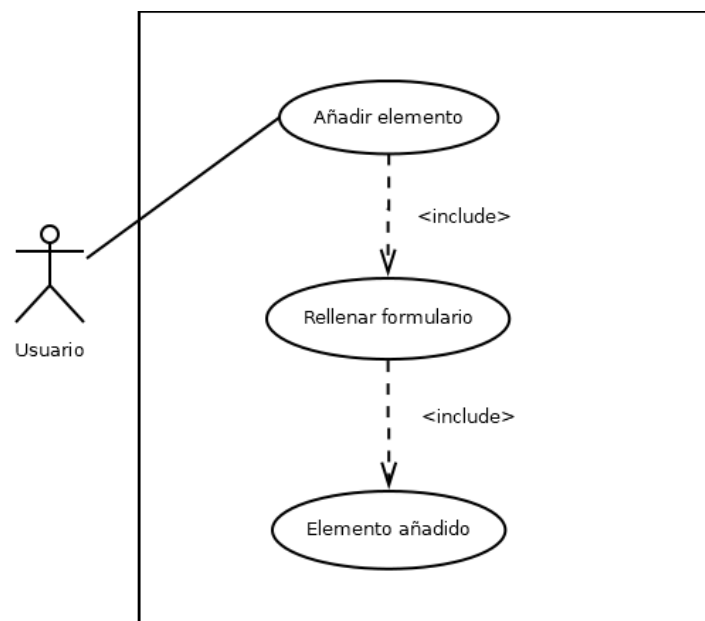 Añadir elemento
<include>
Rellenar formulario
Usuario
<include>
Elemento añadido